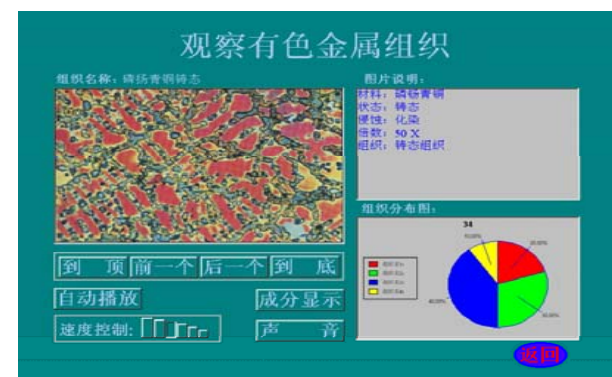 观察有色金属组织
组织名称：磷扬青铜铸态
图片说明：
材料：磷钖青铜
状态：铸态
侵蚀：化染
倍数：50 X
组织：铸态组织
组织分布图：
34
到 顶 前一个 后一个 到 底
自动播放
成分显示
速度控制：
声 音
返回